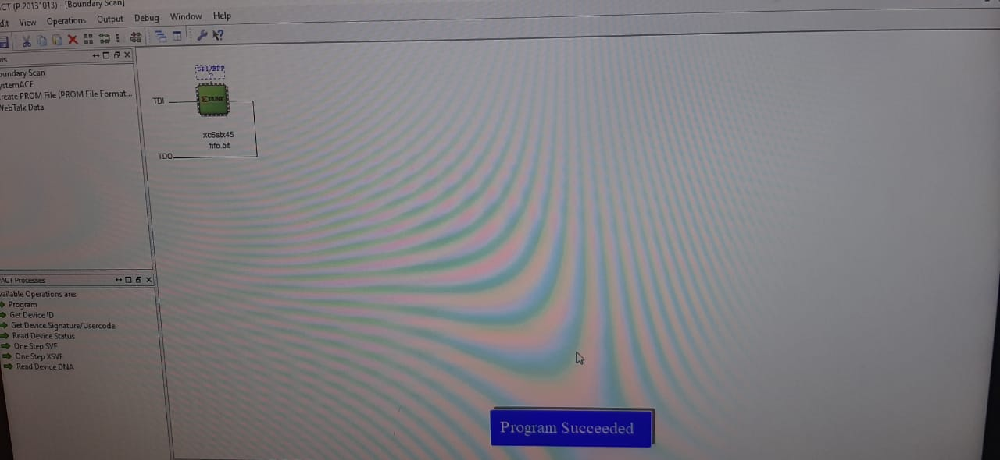 CT (P.20131013) - [Boundary Scan]
dit View Operations Output Debug Window Help
ws
oundary Scan
ystemACE
reate PROM File (PROM File Format...
WebTalk Data
SPI/BPI
?
TDI
XILINX
xc6slx45
fifo.bit
TDO
ACT Processes
vailable Operations are:
Program
Get Device ID
Get Device Signature/Usercode
Read Device Status
One Step SVF
One Step XSVF
Read Device DNA
Program Succeeded